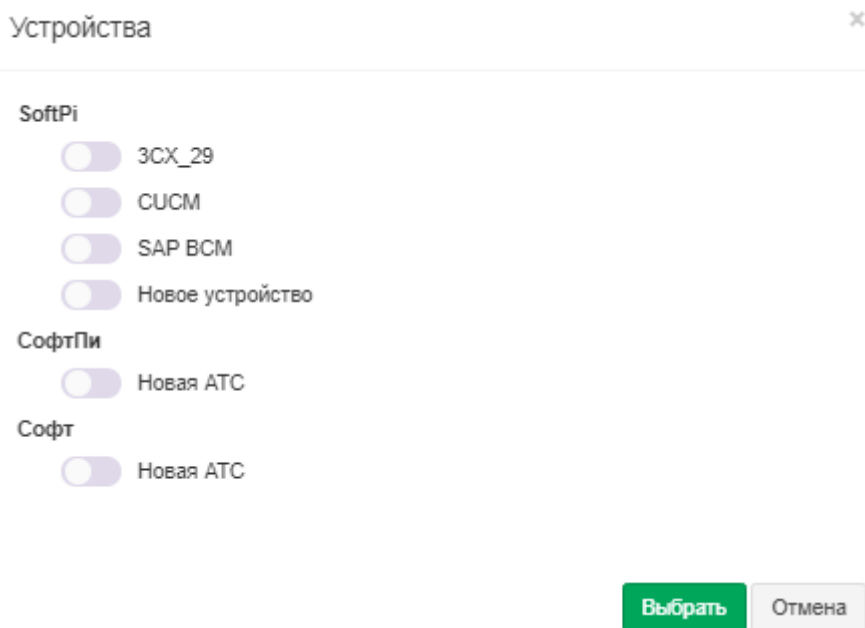 Устройства
SoftPi
3CX_29
CUCM
SAP BCM
Новое устройство
СофтПи
Новая АТС
Софт
Новая АТС
Выбрать
Отмена